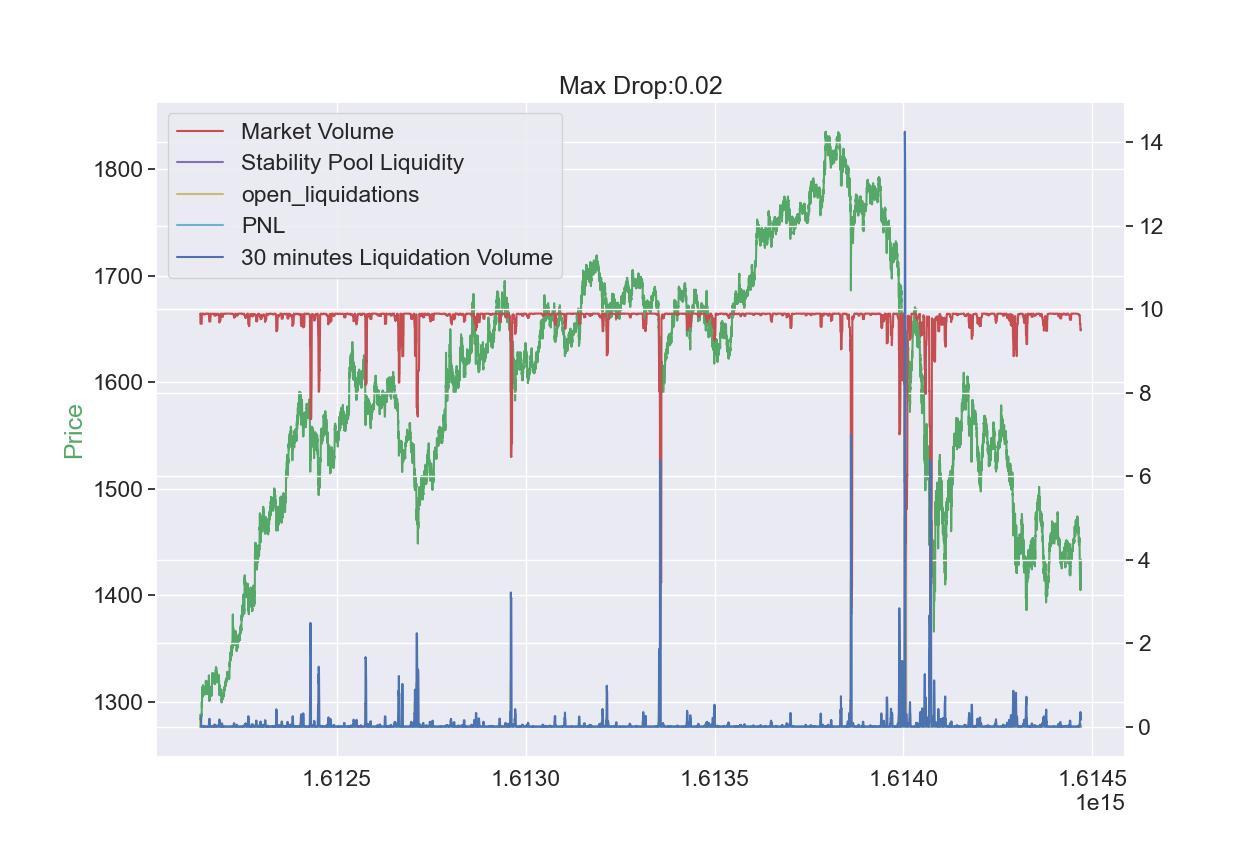 Max Drop:0.02
Market Volume
Stability Pool Liquidity
open_liquidations
PNL
30 minutes Liquidation Volume
Price
1800
1700
1600
1500
1400
1300
14
12
10
8
6
4
2
0
1.6125 1.6130 1.6135 1.6140 1.6145
1e15